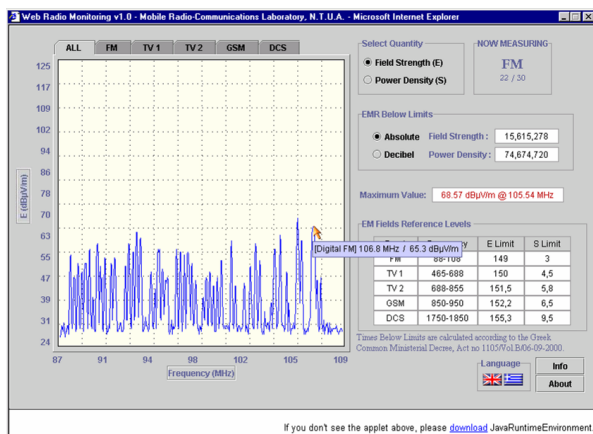 Web Radio Monitoring v1.0 - Mobile Radio-Communications Laboratory, N.T.U.A. - Microsoft Internet Explorer
ALL FM TV 1 TV 2 GSM DCS
Select Quantity
Field Strength (E)
Power Density (S)
NOW MEASURING
FM
22 / 30
EMR Below Limits
Absolute Field Strength : 15,615,278
Decibel Power Density : 74,674,720
Maximum Value: 68.57 dBµV/m @ 105.54 MHz
E (dBµV/m)
125
117
109
102
94
86
78
70
63
55
47
39
31
24
87 91 94 98 102 105 109
Frequency (MHz)
[Digital FM] 106.8 MHz / 65.3 dBµV/m
EM Fields Reference Levels
E Limit S Limit
FM 88-108 149 3
TV 1 465-688 150 4,5
TV 2 688-855 151,5 5,8
GSM 850-950 152,2 6,5
DCS 1750-1850 155,3 9,5
Times Below Limits are calculated according to the Greek
Common Ministerial Decree, Act no 1105/Vol.B/06-09-2000.
Language
Info
About
If you don't see the applet above, please download JavaRuntimeEnvironment.